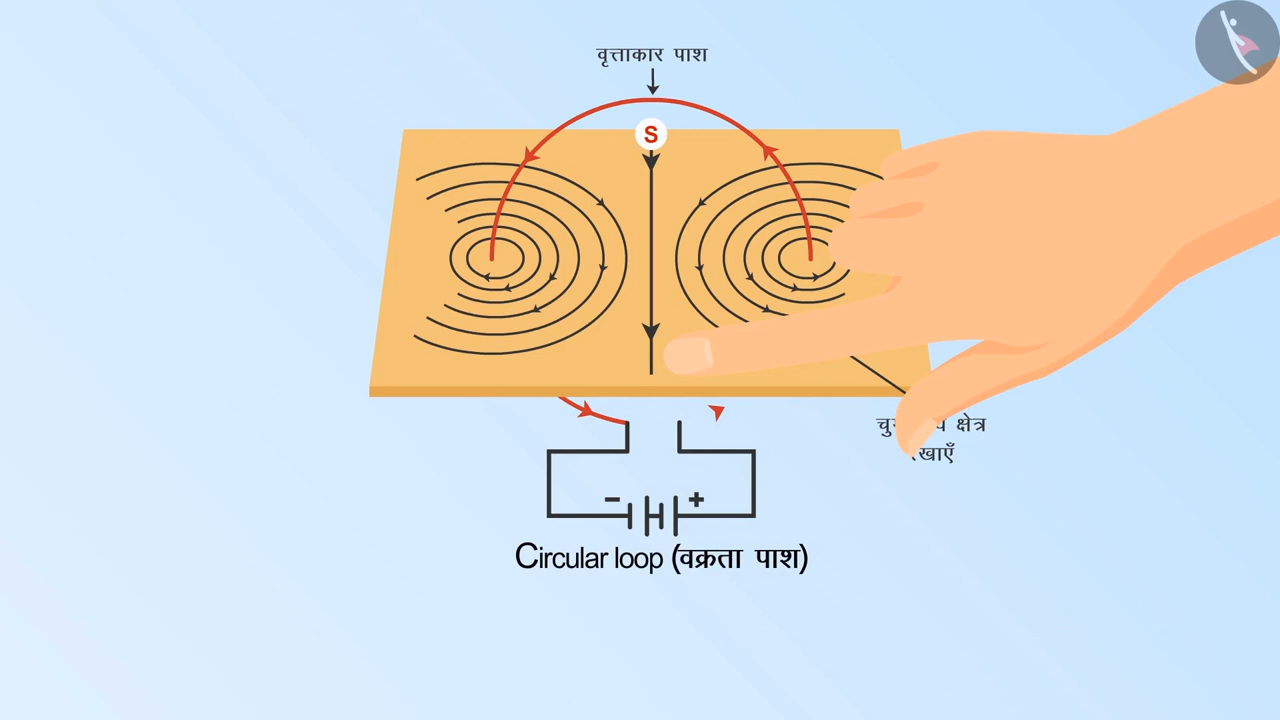 वृत्ताकार पाश
S
क्षेत्र
− +
Circular loop (वक्रता पाश)